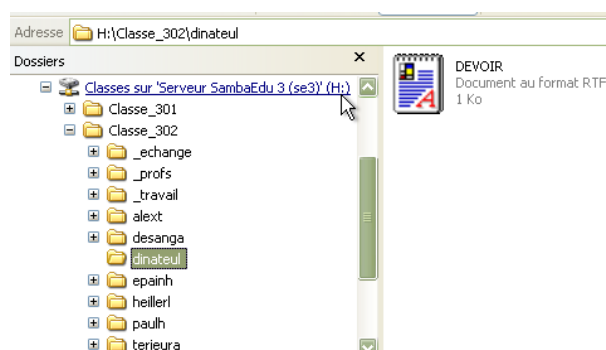 Adresse H:\Classe_302\dinateul
Dossiers
Classes sur 'Serveur SambaEdu 3 (se3)' (H:)
Classe_301
Classe_302
_echange
_profs
_travail
alext
desanga
dinateul
epainh
heillerl
paulh
terieura
DEVOIR
Document au format RTF
1 Ko